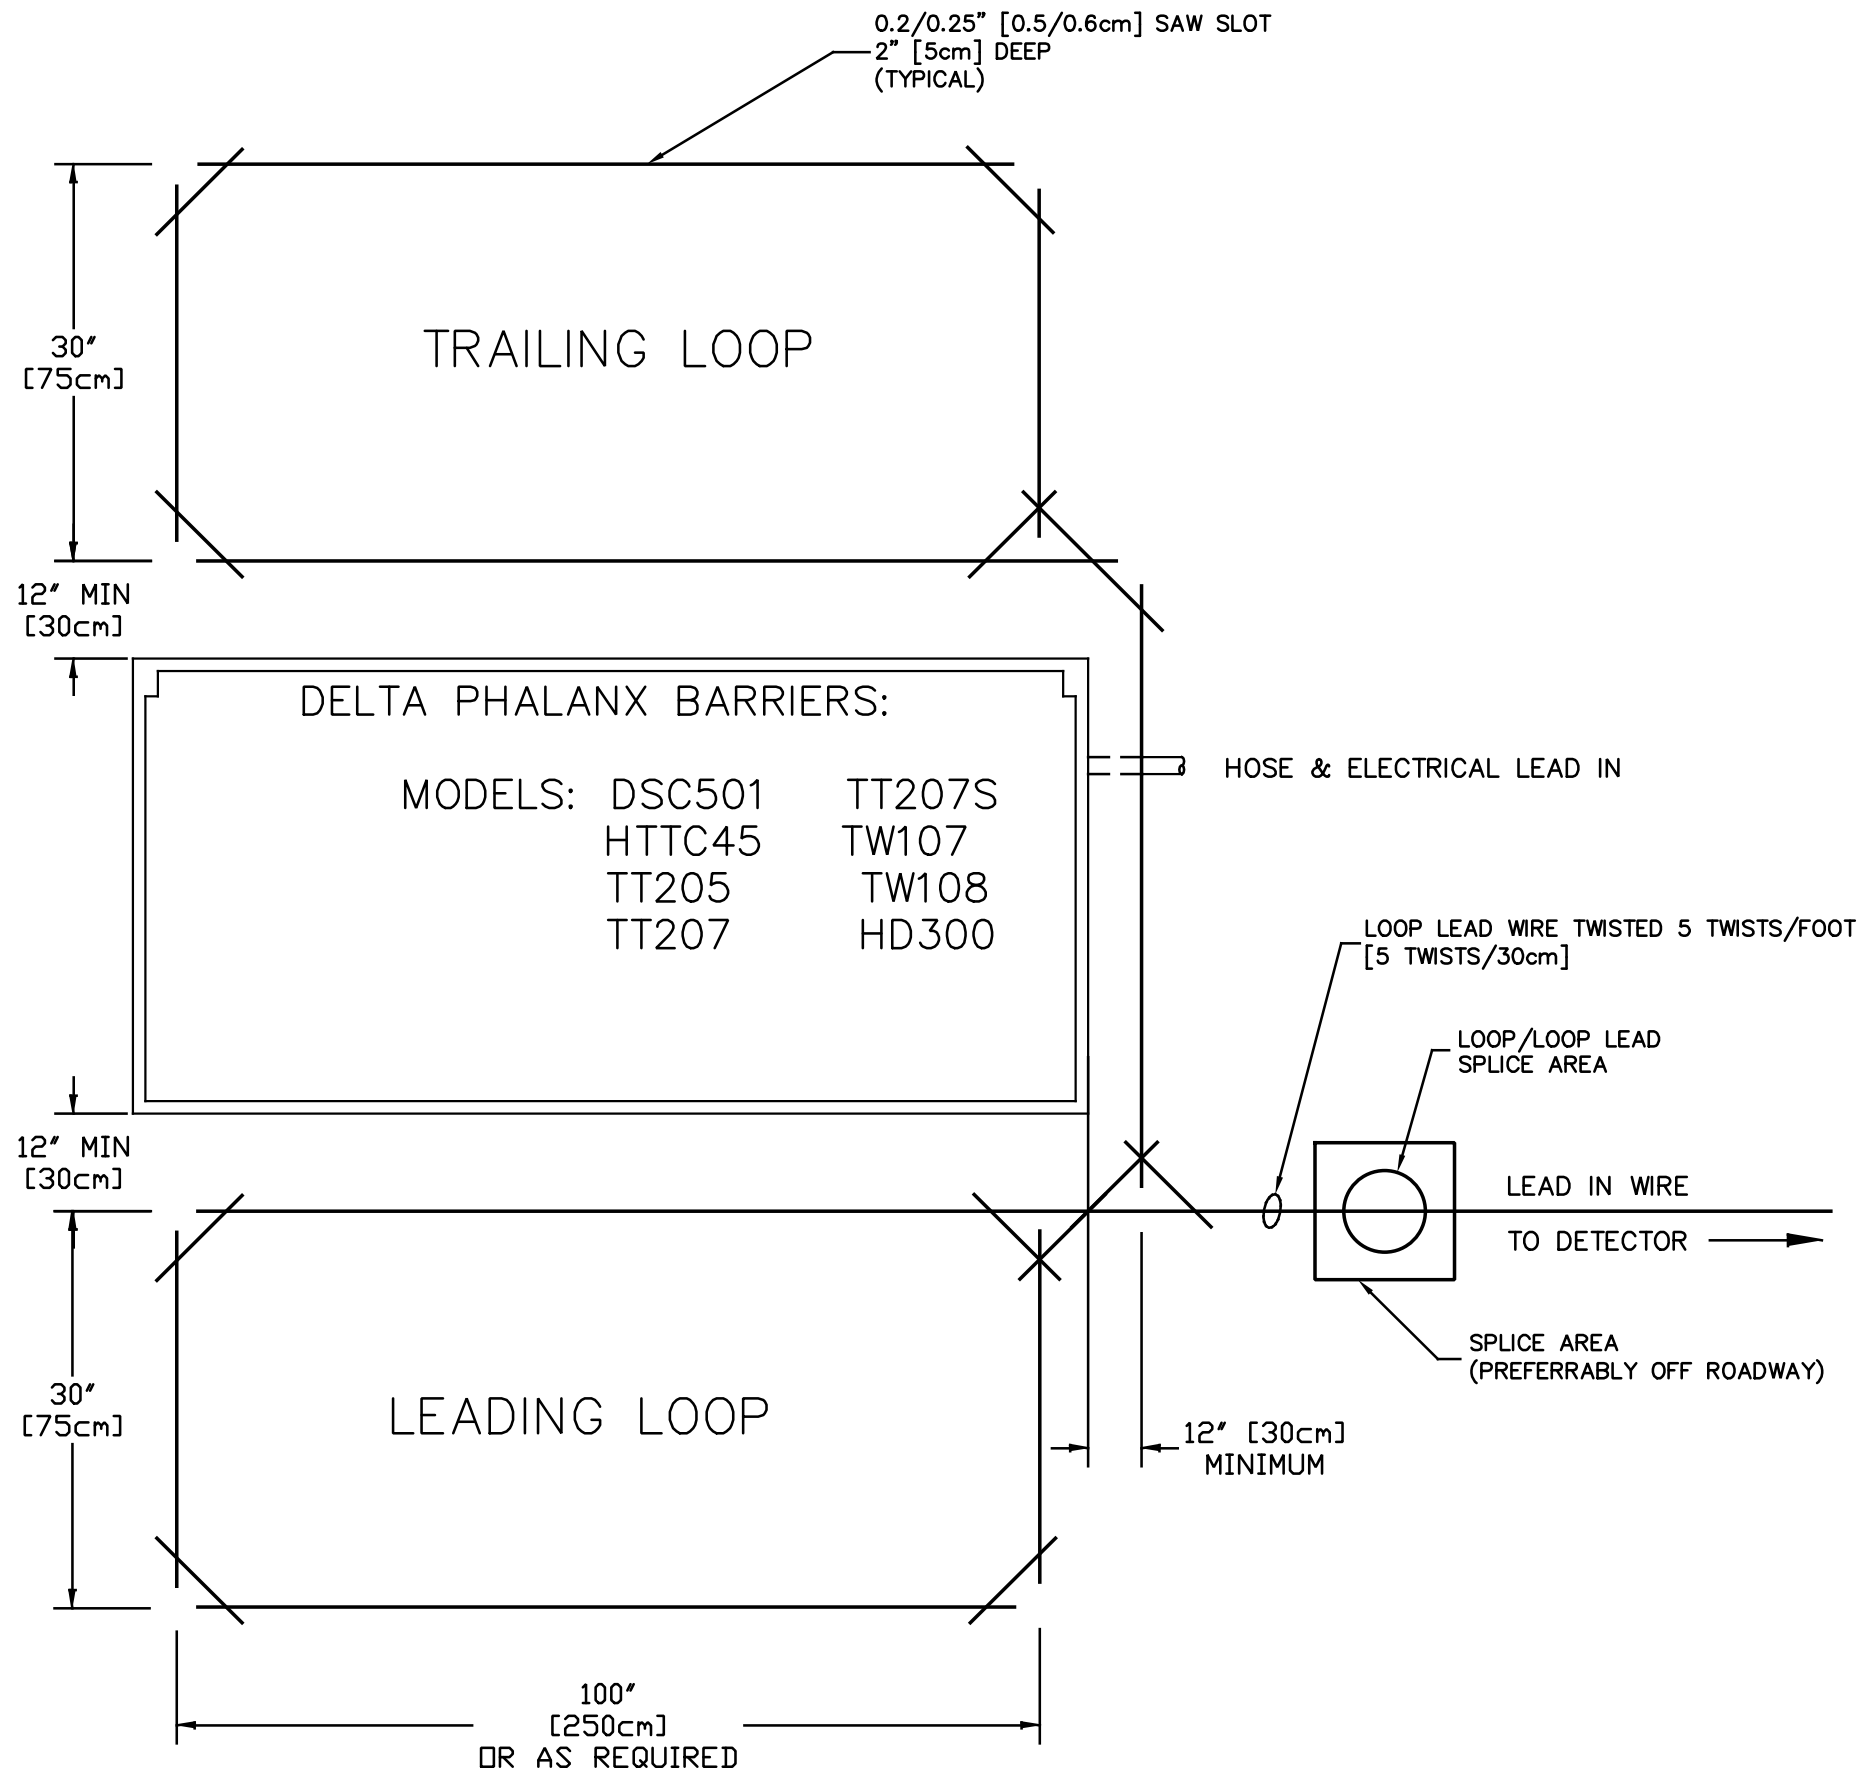 0.2/0.25" [0.5/0.6cm] SAW SLOT
2" [5cm] DEEP
(TYPICAL)
30"
[75cm]
TRAILING LOOP
12" MIN
[30cm]
DELTA PHALANX BARRIERS:
MODELS: DSC501 TT207S
HTTC45 TW107
TT205 TW108
TT207 HD300
HOSE & ELECTRICAL LEAD IN
LOOP LEAD WIRE TWISTED 5 TWISTS/FOOT
[5 TWISTS/30cm]
LOOP/LOOP LEAD
SPLICE AREA
12" MIN
[30cm]
LEAD IN WIRE
TO DETECTOR
SPLICE AREA
(PREFERRABLY OFF ROADWAY)
30"
[75cm]
LEADING LOOP
12" [30cm]
MINIMUM
100"
[250cm]
OR AS REQUIRED